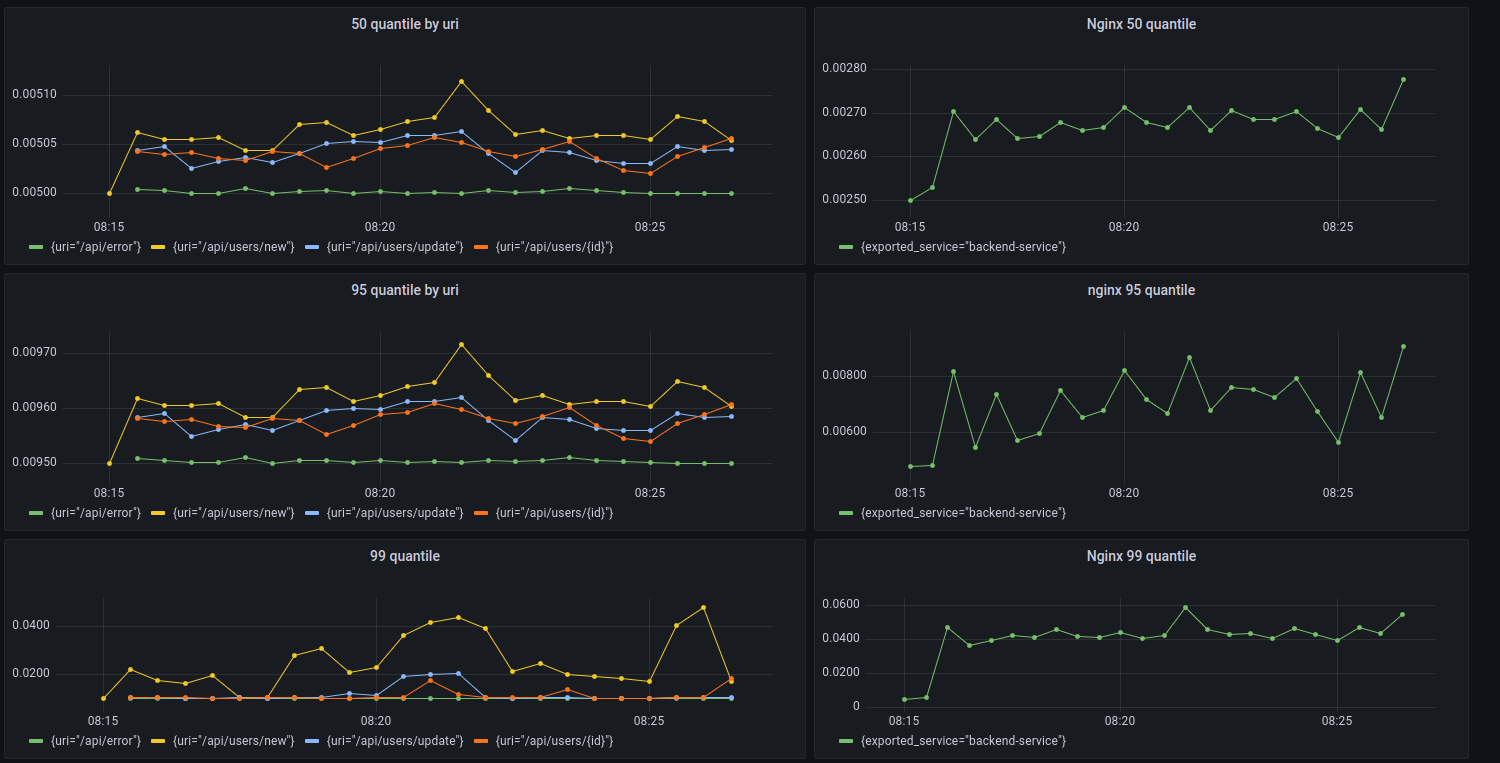 50 quantile by uri
0.00510
0.00505
0.00500
08:15 08:20 08:25
{uri="/api/error"} {uri="/api/users/new"} {uri="/api/users/update"} {uri="/api/users/{id}"}
Nginx 50 quantile
0.00280
0.00270
0.00260
0.00250
08:15 08:20 08:25
{exported_service="backend-service"}
95 quantile by uri
0.00970
0.00960
0.00950
08:15 08:20 08:25
{uri="/api/error"} {uri="/api/users/new"} {uri="/api/users/update"} {uri="/api/users/{id}"}
nginx 95 quantile
0.00800
0.00600
08:15 08:20 08:25
{exported_service="backend-service"}
99 quantile
0.0400
0.0200
08:15 08:20 08:25
{uri="/api/error"} {uri="/api/users/new"} {uri="/api/users/update"} {uri="/api/users/{id}"}
Nginx 99 quantile
0.0600
0.0400
0.0200
0
08:15 08:20 08:25
{exported_service="backend-service"}